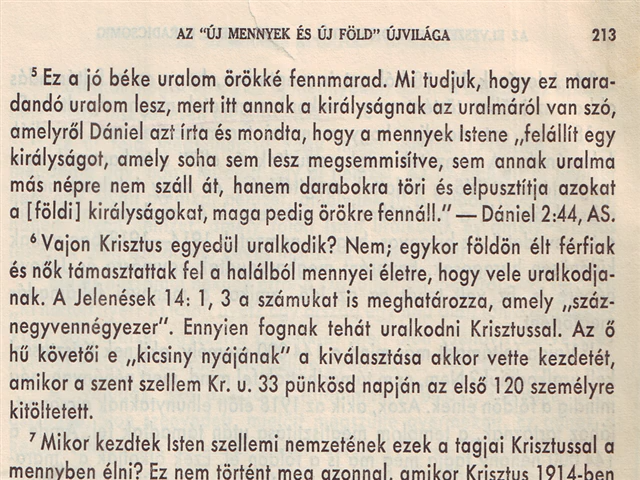 AZ "ÚJ MENNYEK ÉS ÚJ FÖLD" ÚJVILÁGA 213
⁵ Ez a jó béke uralom örökké fennmarad. Mi tudjuk, hogy ez mara-
dandó uralom lesz, mert itt annak a királyságnak az uralmáról van szó,
amelyről Dániel azt írta és mondta, hogy a mennyek Istene „felállít egy
királyságot, amely soha sem lesz megsemmisítve, sem annak uralma
más népre nem száll át, hanem darabokra töri és elpusztítja azokat
a [földi] királyságokat, maga pedig örökre fennáll." — Dániel 2:44, AS.
⁶ Vajon Krisztus egyedül uralkodik? Nem; egykor földön élt férfiak
és nők támasztattak fel a halálból mennyei életre, hogy vele uralkodja-
nak. A Jelenések 14: 1, 3 a számukat is meghatározza, amely „száz-
negyvennégyezer". Ennyien fognak tehát uralkodni Krisztussal. Az ő
hű követői e „kicsiny nyájának" a kiválasztása akkor vette kezdetét,
amikor a szent szellem Kr. u. 33 pünkösd napján az első 120 személyre
kitöltetett.
⁷ Mikor kezdtek Isten szellemi nemzetének ezek a tagjai Krisztussal a
mennyben élni? Ez nem történt meg azonnal, amikor Krisztus 1914-ben